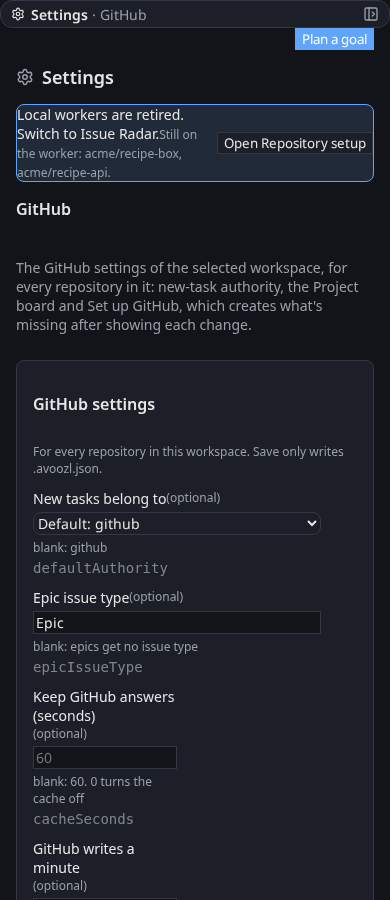 Settings · GitHub
Plan a goal
Settings
Local workers are retired.
Switch to Issue Radar.Still on
the worker: acme/recipe-box,
acme/recipe-api.
Open Repository setup
GitHub
The GitHub settings of the selected workspace, for
every repository in it: new-task authority, the Project
board and Set up GitHub, which creates what's
missing after showing each change.
GitHub settings
For every repository in this workspace. Save only writes
.avoozl.json.
New tasks belong to(optional)
Default: github
blank: github
defaultAuthority
Epic issue type(optional)
Epic
blank: epics get no issue type
epicIssueType
Keep GitHub answers
(seconds)
(optional)
60
blank: 60. 0 turns the
cache off
cacheSeconds
GitHub writes a
minute
(optional)